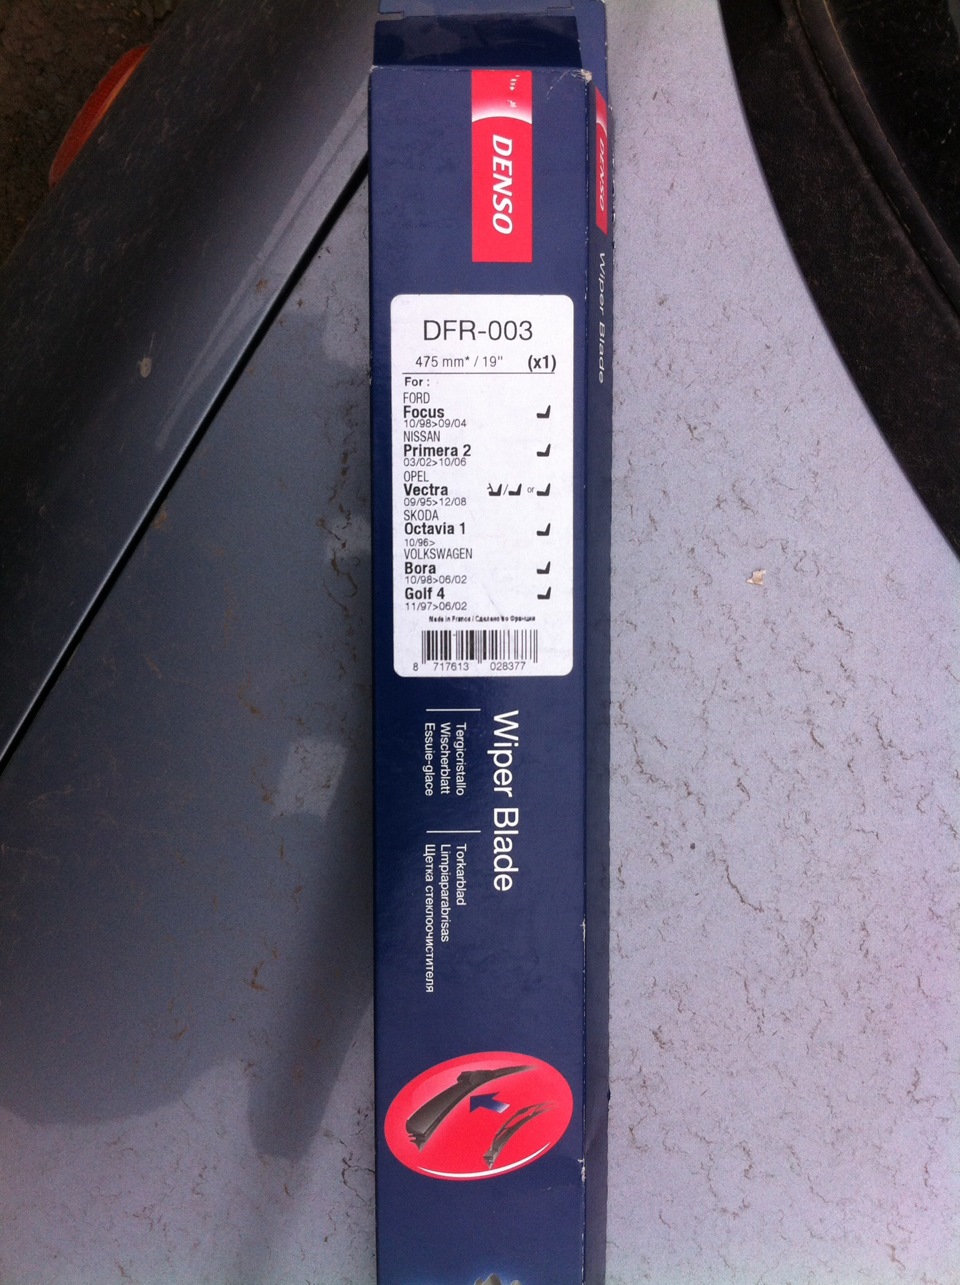 DENSO
DENSO
Wiper Blade
DFR-003
475 mm* / 19" (x1)
For :
FORD
Focus
10/98>09/04
NISSAN
Primera 2
03/02>10/06
OPEL
Vectra or
09/95>12/08
SKODA
Octavia 1
10/96>
VOLKSWAGEN
Bora
10/98>06/02
Golf 4
11/97>06/02
Made in France / Сделано во Франции
8 717613 028377
Wiper Blade
Tergicristallo
Wischerblatt
Essuie-glace
Torkarblad
Limpiaparabrisas
Щетка стеклоочистителя